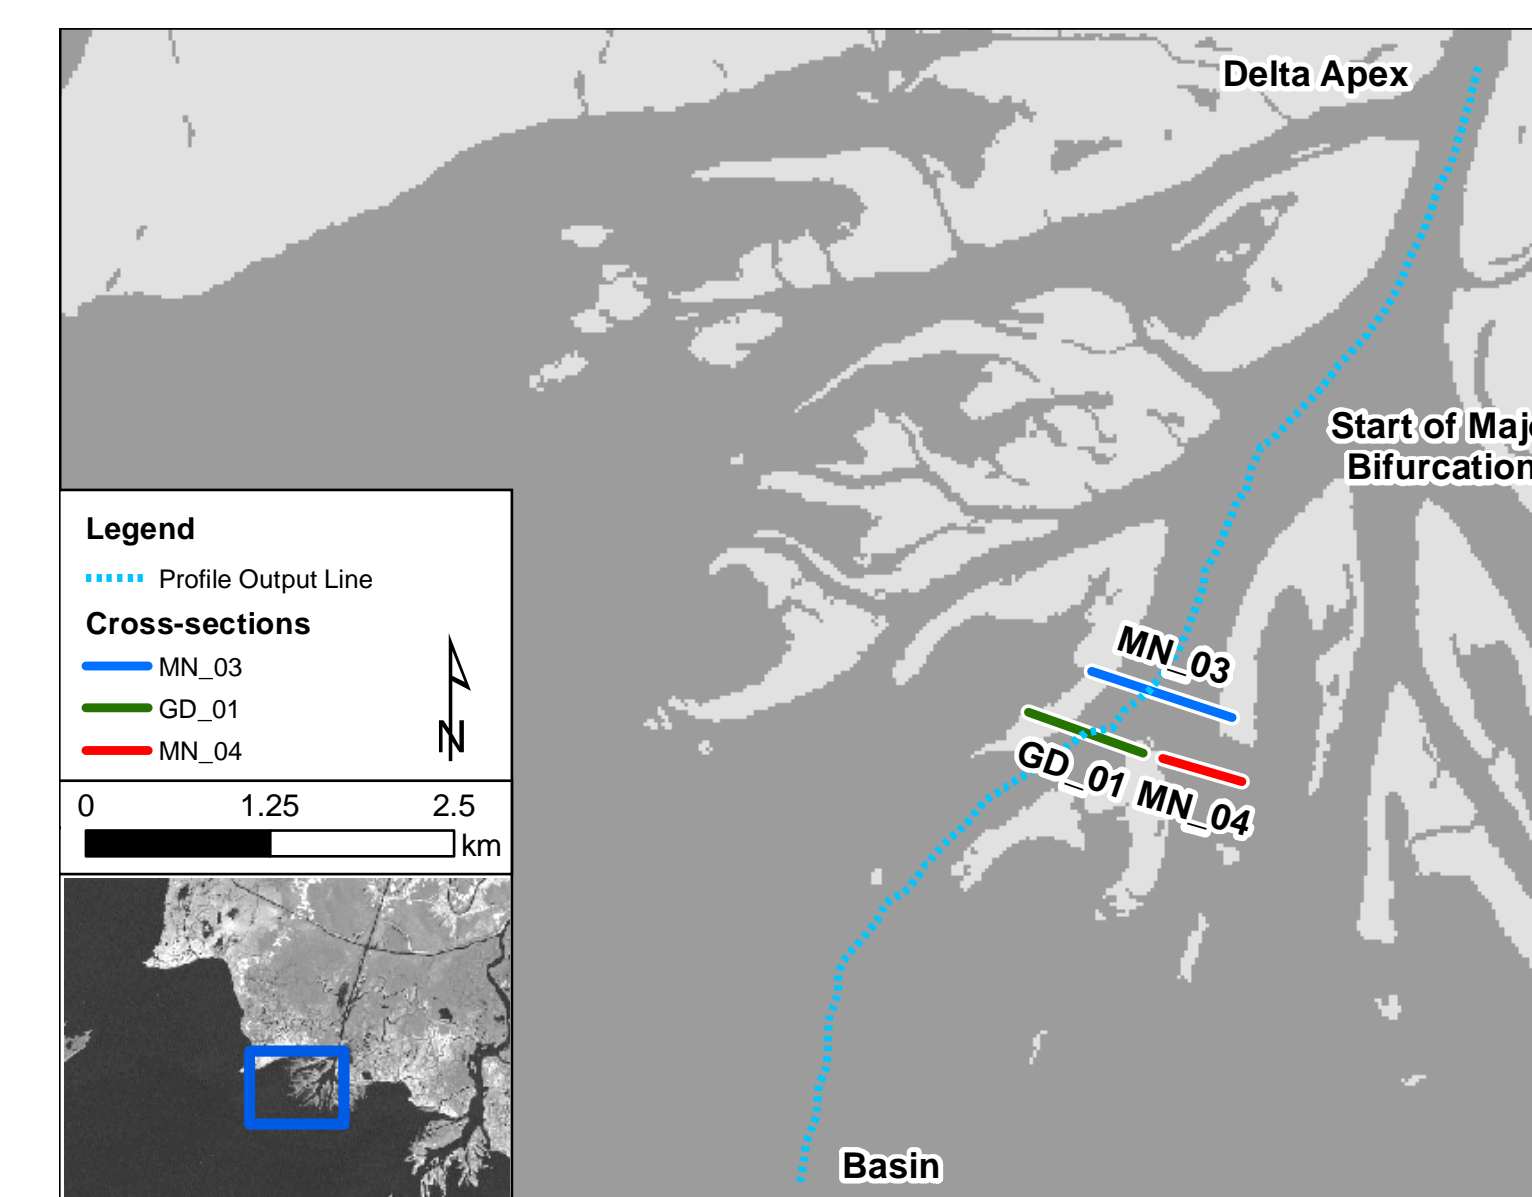 Delta Apex
Start of Maj
Bifurcation
MN_03
GD_01 MN_04
Basin
Legend
Profile Output Line
Cross-sections
MN_03
GD_01
MN_04
N
0 1.25 2.5
km